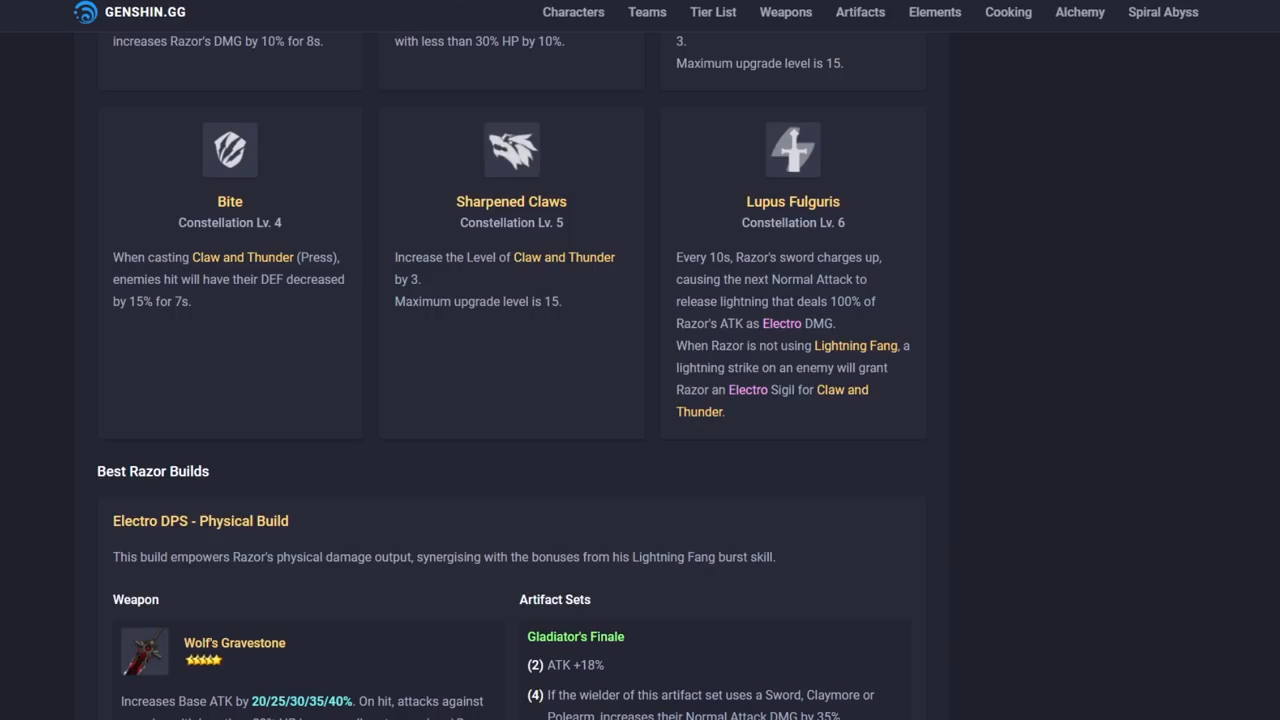 GENSHIN.GG
Characters Teams Tier List Weapons Artifacts Elements Cooking Alchemy Spiral Abyss
increases Razor's DMG by 10% for 8s.
with less than 30% HP by 10%.
3.
Maximum upgrade level is 15.
Bite
Constellation Lv. 4
When casting Claw and Thunder (Press),
enemies hit will have their DEF decreased
by 15% for 7s.
Sharpened Claws
Constellation Lv. 5
Increase the Level of Claw and Thunder
by 3.
Maximum upgrade level is 15.
Lupus Fulguris
Constellation Lv. 6
Every 10s, Razor's sword charges up,
causing the next Normal Attack to
release lightning that deals 100% of
Razor's ATK as Electro DMG.
When Razor is not using Lightning Fang, a
lightning strike on an enemy will grant
Razor an Electro Sigil for Claw and
Thunder.
Best Razor Builds
Electro DPS - Physical Build
This build empowers Razor's physical damage output, synergising with the bonuses from his Lightning Fang burst skill.
Weapon
Wolf's Gravestone
Increases Base ATK by 20/25/30/35/40%. On hit, attacks against
Artifact Sets
Gladiator's Finale
(2) ATK +18%
(4) If the wielder of this artifact set uses a Sword, Claymore or
Polearm, increases their Normal Attack DMG by 35%